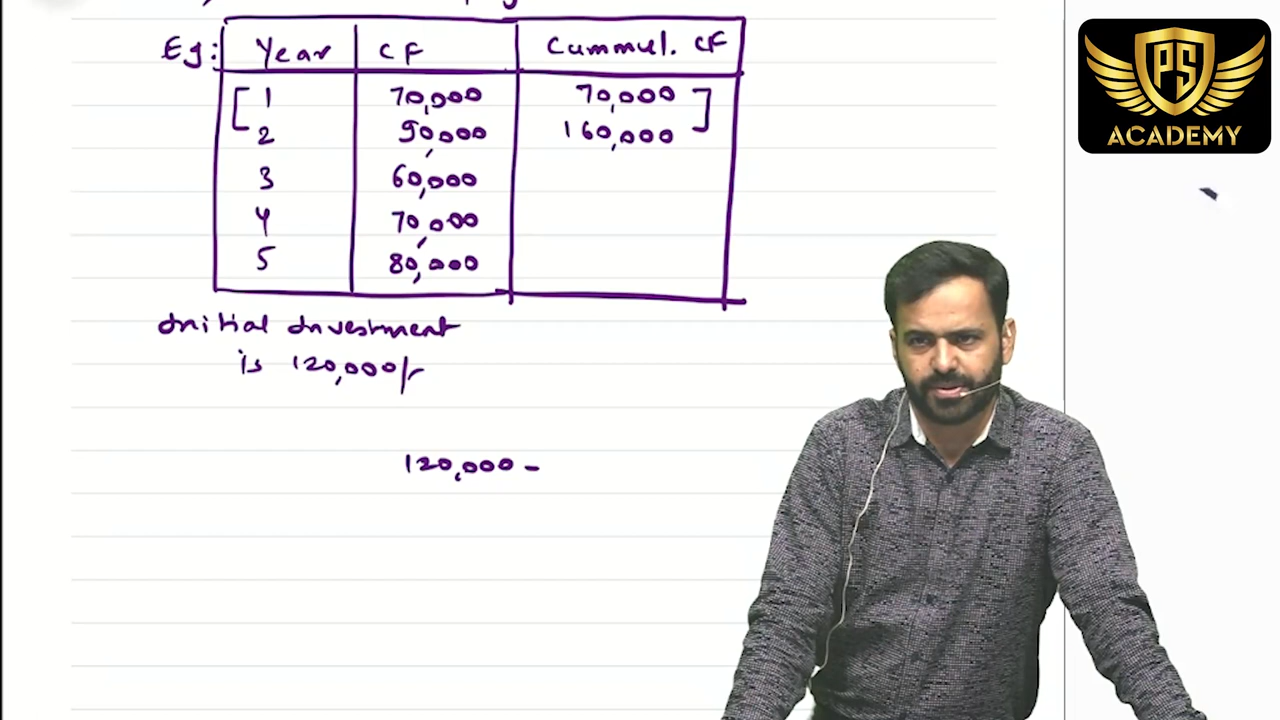 Eg: Year CF Cummul. CF
1 70,000 70,000
2 90,000 160,000
3 60,000
4 70,000
5 80,000
Initial Investment
is 120,000/-
120,000 -
PS
ACADEMY